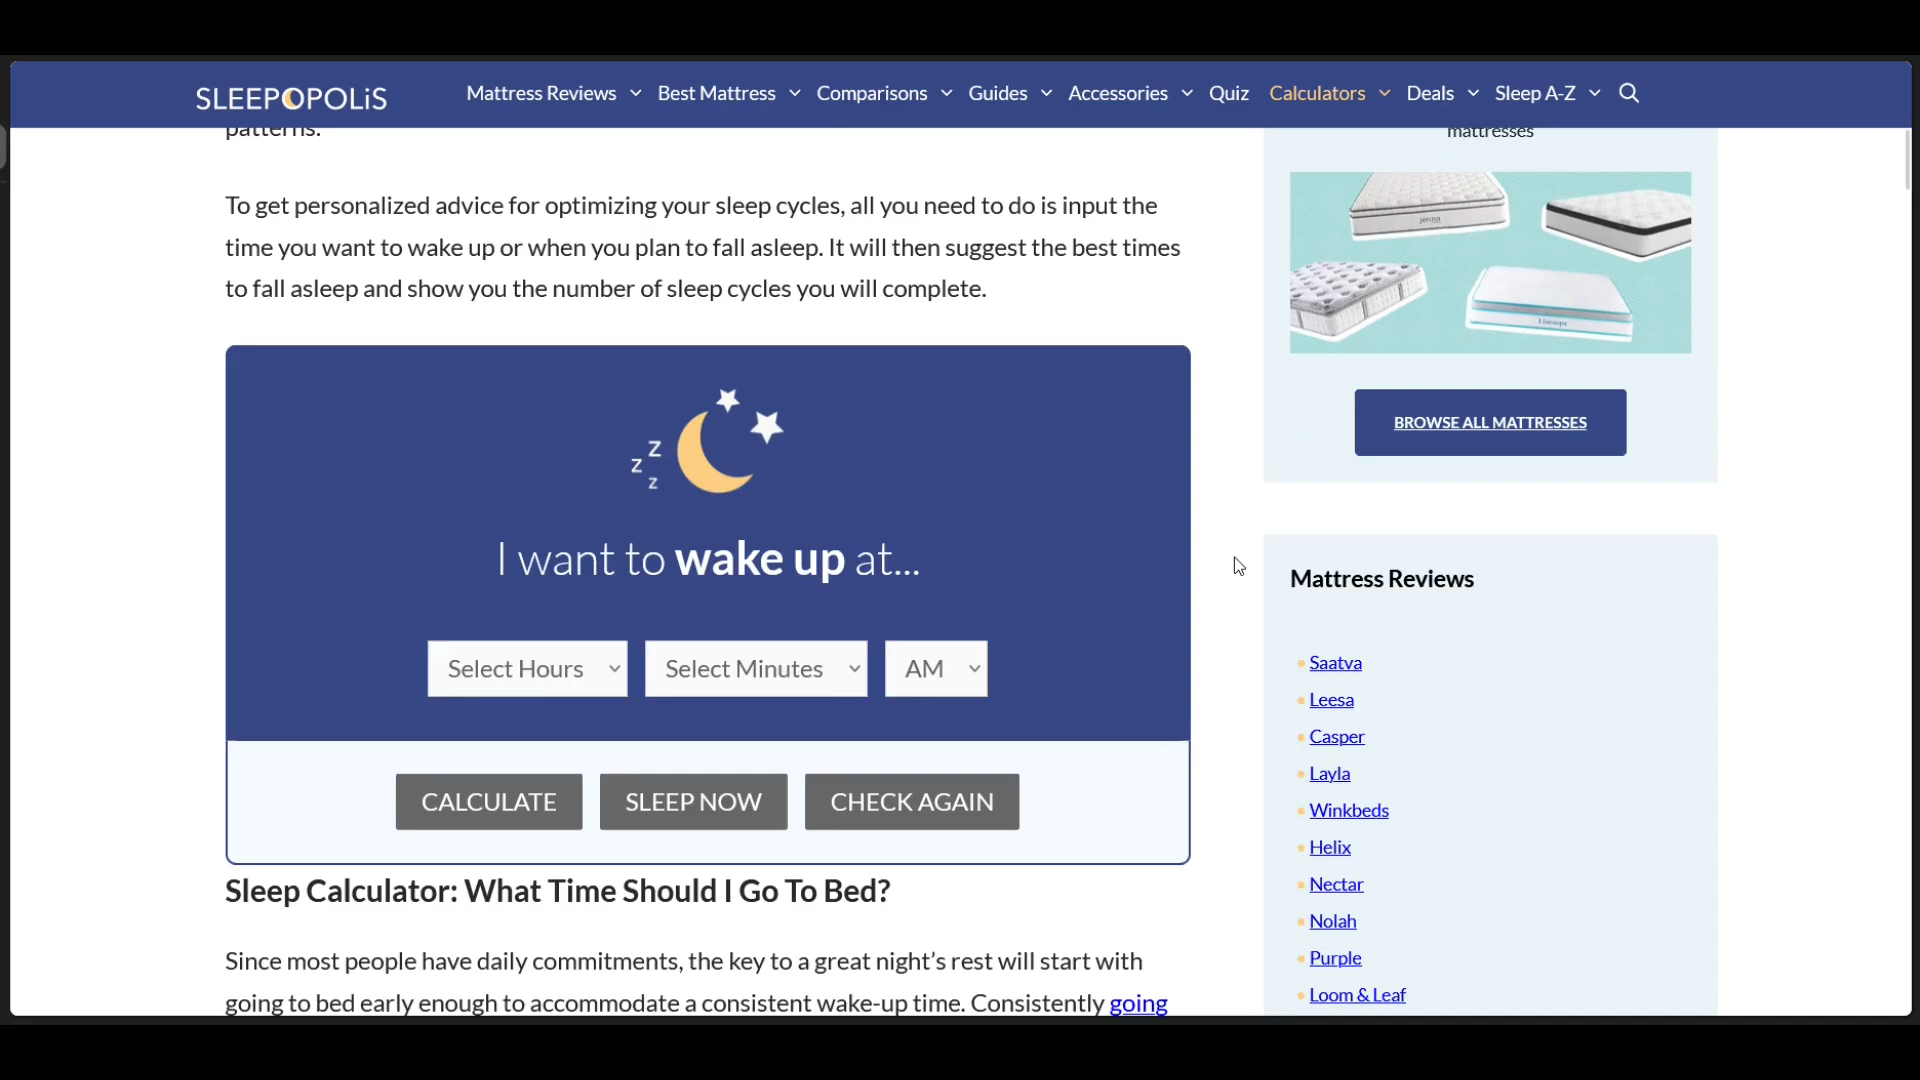 SLEEPOPOLiS
Mattress Reviews Best Mattress Comparisons Guides Accessories Quiz Calculators Deals Sleep A-Z
patterns.
To get personalized advice for optimizing your sleep cycles, all you need to do is input the
time you want to wake up or when you plan to fall asleep. It will then suggest the best times
to fall asleep and show you the number of sleep cycles you will complete.
z z z
I want to wake up at...
Select Hours Select Minutes AM
CALCULATE SLEEP NOW CHECK AGAIN
Sleep Calculator: What Time Should I Go To Bed?
Since most people have daily commitments, the key to a great night’s rest will start with
going to bed early enough to accommodate a consistent wake-up time. Consistently going
mattresses
BROWSE ALL MATTRESSES
Mattress Reviews
Saatva
Leesa
Casper
Layla
Winkbeds
Helix
Nectar
Nolah
Purple
Loom & Leaf